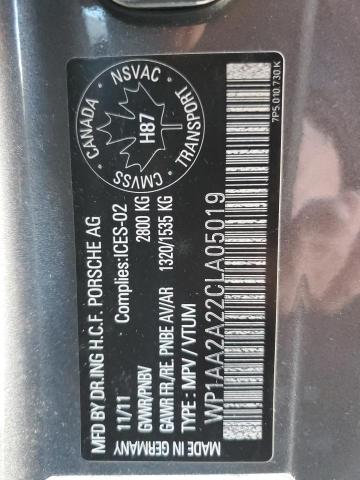 MFD BY DR.ING H.C.F. PORSCHE AG
11/11 Complies:ICES-02
GWWR/PNBV 2800 KG
GAWR FR./RE. PNBE AV/AR 1320/1535 KG
TYPE : MPV / VTUM
WP1AA2A22CLA05019
MADE IN GERMANY
CANADA
NSVAC
TRANSPORT
CMVSS
H87
7P5 010 730 K